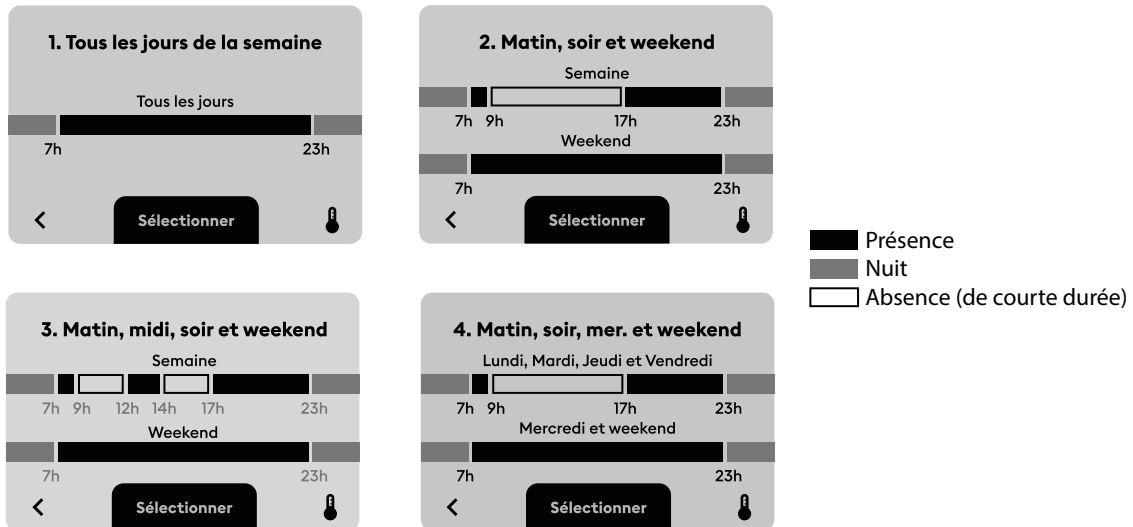 1. Tous les jours de la semaine
Tous les jours
7h 23h
Sélectionner
2. Matin, soir et weekend
Semaine
7h 9h 17h 23h
Weekend
7h 23h
Sélectionner
Présence
Nuit
Absence (de courte durée)
3. Matin, midi, soir et weekend
Semaine
7h 9h 12h 14h 17h 23h
Weekend
7h 23h
Sélectionner
4. Matin, soir, mer. et weekend
Lundi, Mardi, Jeudi et Vendredi
7h 9h 17h 23h
Mercredi et weekend
7h 23h
Sélectionner